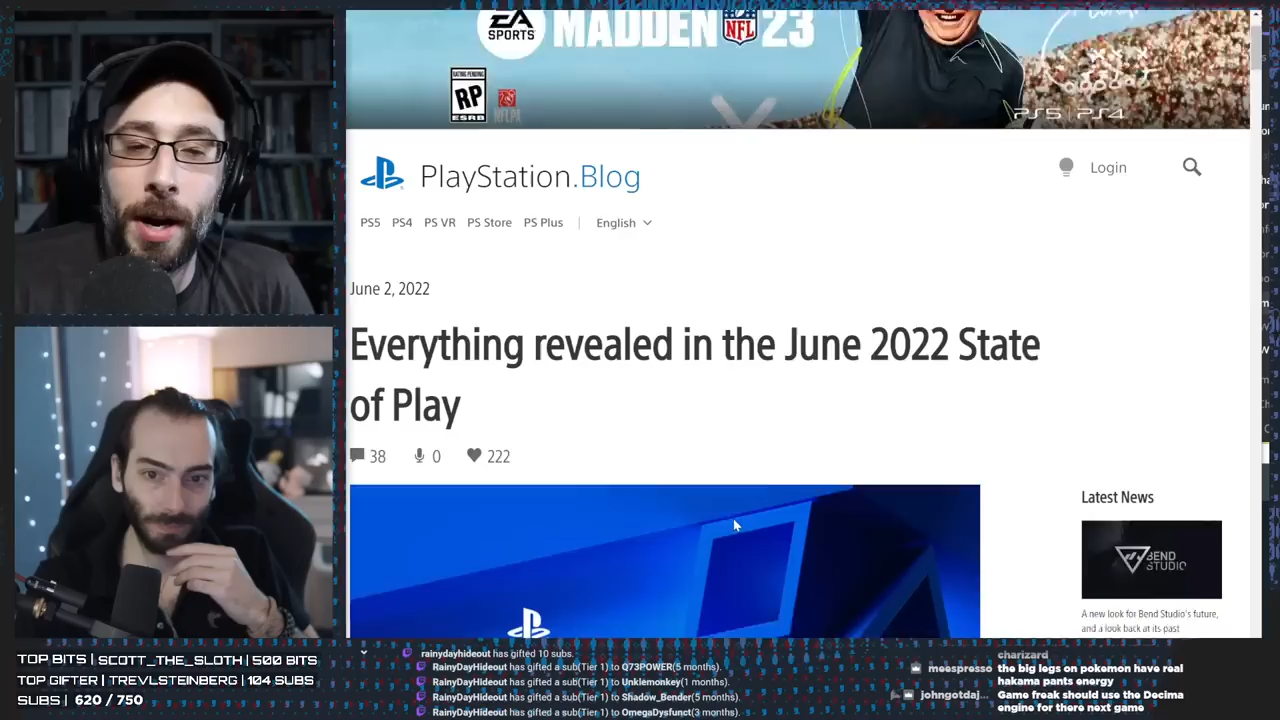 EA
SPORTS
MADDEN NFL 23
RATING PENDING
RP
ESRB
NFLPA
PS5 | PS4
PlayStation.Blog
Login
PS5 PS4 PS VR PS Store PS Plus | English
June 2, 2022
Everything revealed in the June 2022 State
of Play
38 0 222
Latest News
BEND
STUDIO
A new look for Bend Studio's future,
and a look back at its past
TOP BITS | SCOTT_THE_SLOTH | 500 BITS
TOP GIFTER | TREVLSTEINBERG | 104 SUBS
SUBS | 620 / 750
rainydayhideout has gifted 10 subs.
RainyDayHideout has gifted a sub(Tier 1) to Q73POWER(5 months).
RainyDayHideout has gifted a sub(Tier 1) to Unklemonkey(1 months).
RainyDayHideout has gifted a sub(Tier 1) to Shadow_Bender(5 months).
RainyDayHideout has gifted a sub(Tier 1) to OmegaDysfunct(3 months).
charizard
meespresso the big legs on pokemon have real
hakama pants energy
johngotdaj... Game freak should use the Decima
engine for there next game